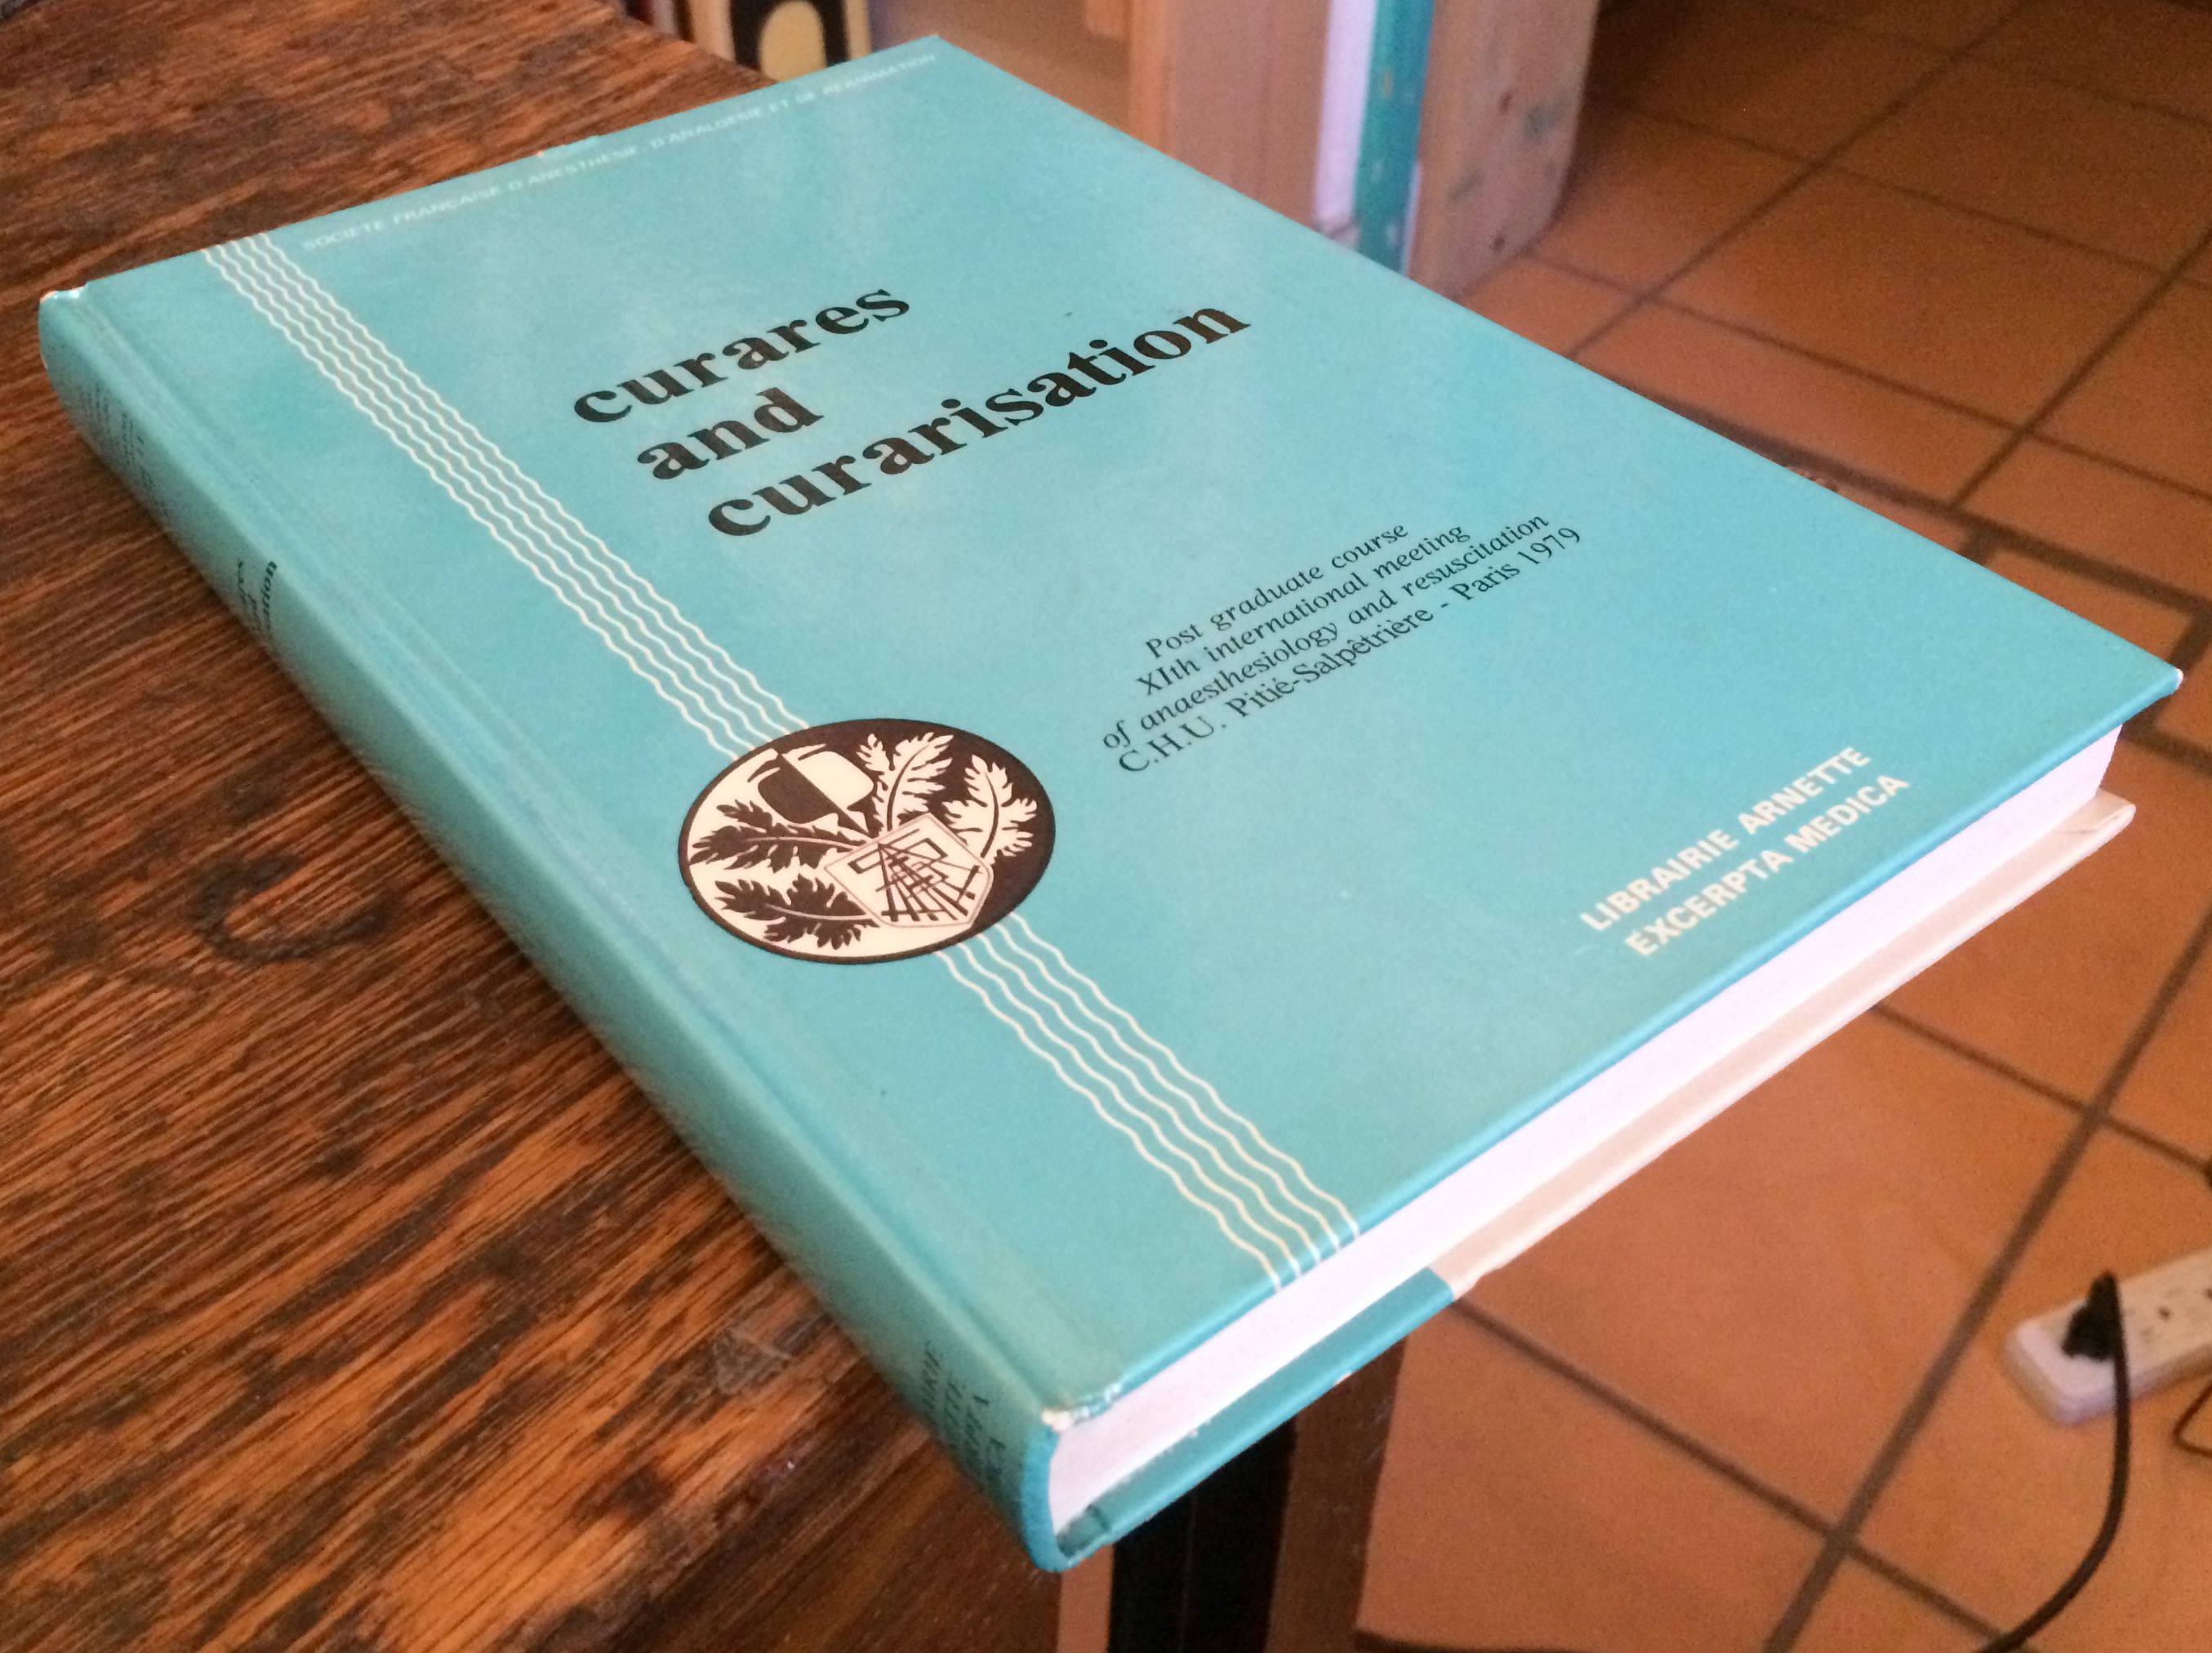 SOCIETE FRANCAISE D'ANESTHESIE D'ANALGESIE ET DE REANIMATION
curares
and
curarisation
Post graduate course
XIth international meeting
of anaesthesiology and resuscitation
C.H.U. Pitié-Salpêtrière - Paris 1979
LIBRAIRIE ARNETTE
EXCERPTA MEDICA